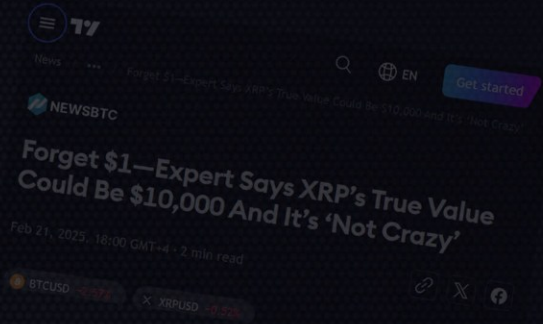 TV
EN
Get started
News ... Forget $1—Expert Says XRP's True Value Could Be $10,000 And It's 'Not Crazy'
NEWSBTC
Forget $1—Expert Says XRP's True Value
Could Be $10,000 And It's 'Not Crazy'
Feb 21, 2025, 18:00 GMT+4 · 2 min read
BTCUSD
XRPUSD